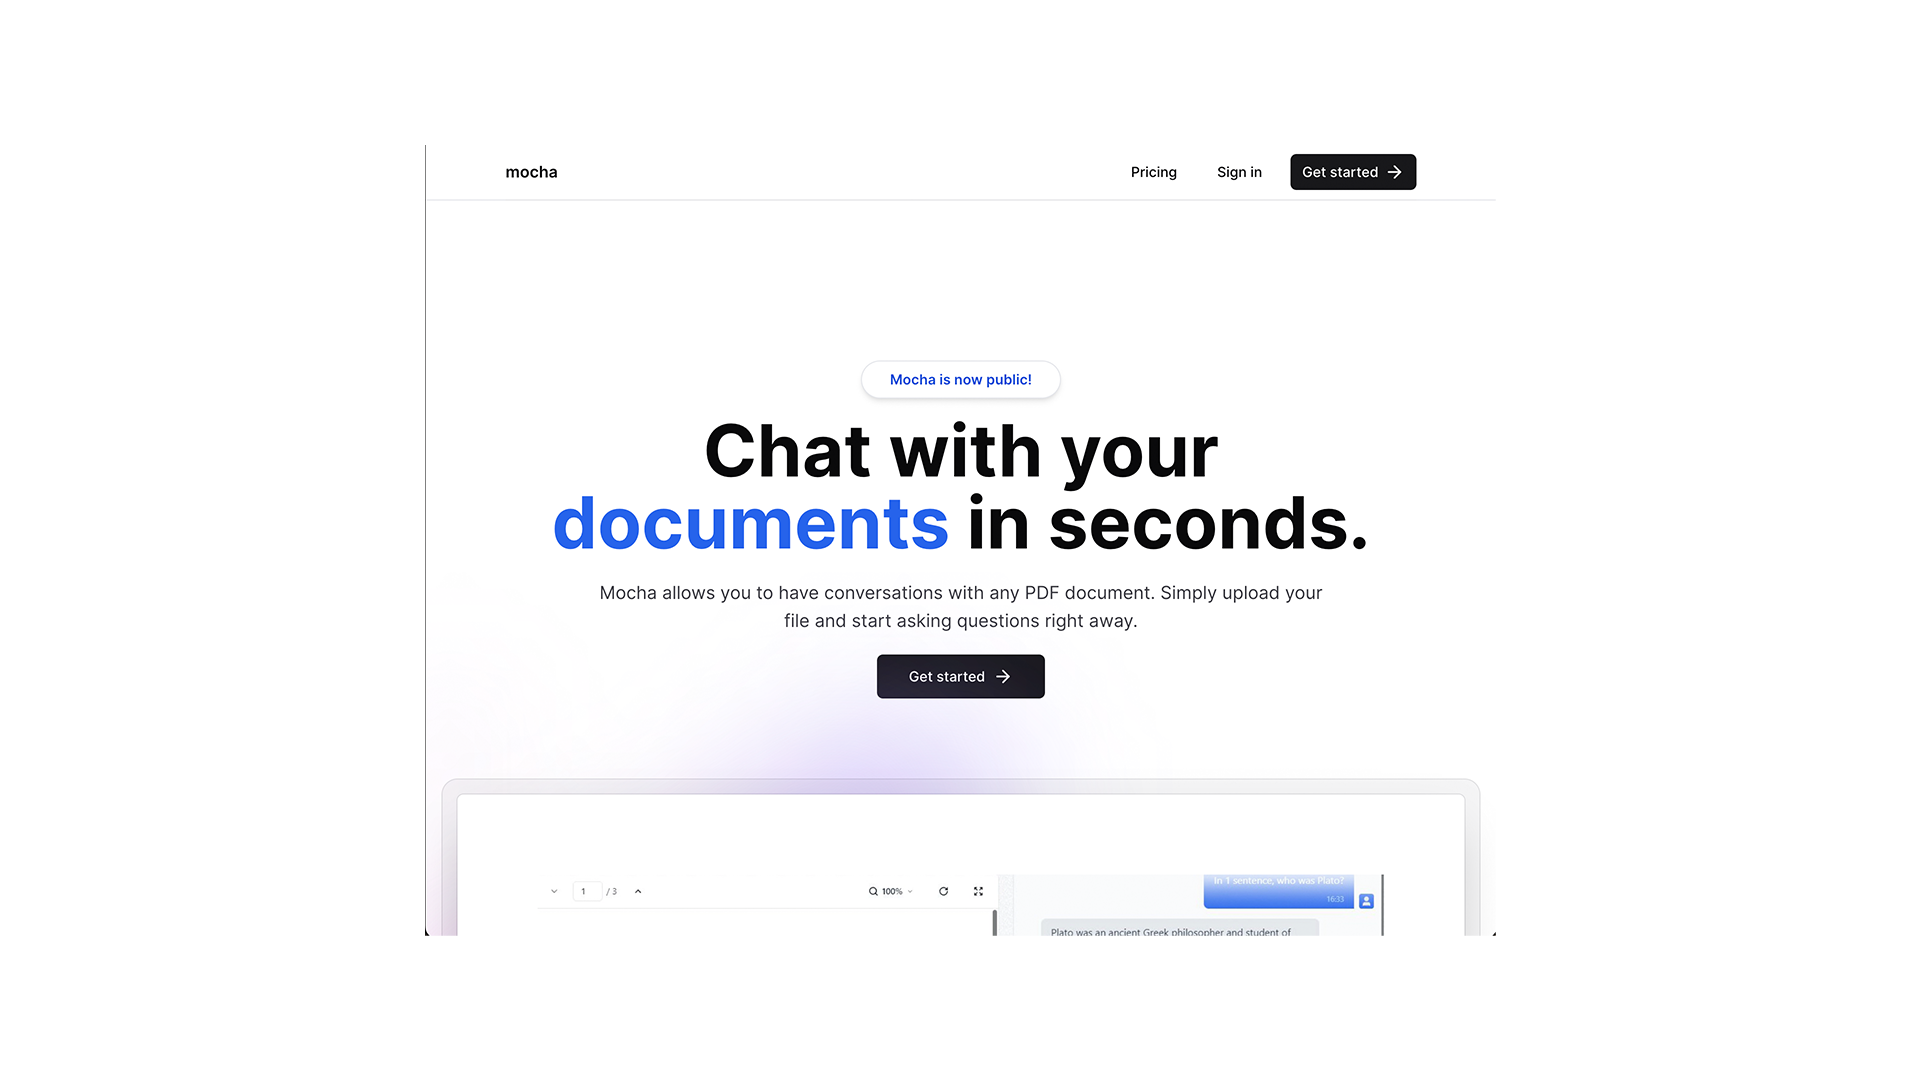 mocha
Pricing
Sign in
Get started
Mocha is now public!
Chat with your
documents in seconds.
Mocha allows you to have conversations with any PDF document. Simply upload your
file and start asking questions right away.
Get started
1 / 3
100%
In 1 sentence, who was Plato?
16:33
Plato was an ancient Greek philosopher and student of